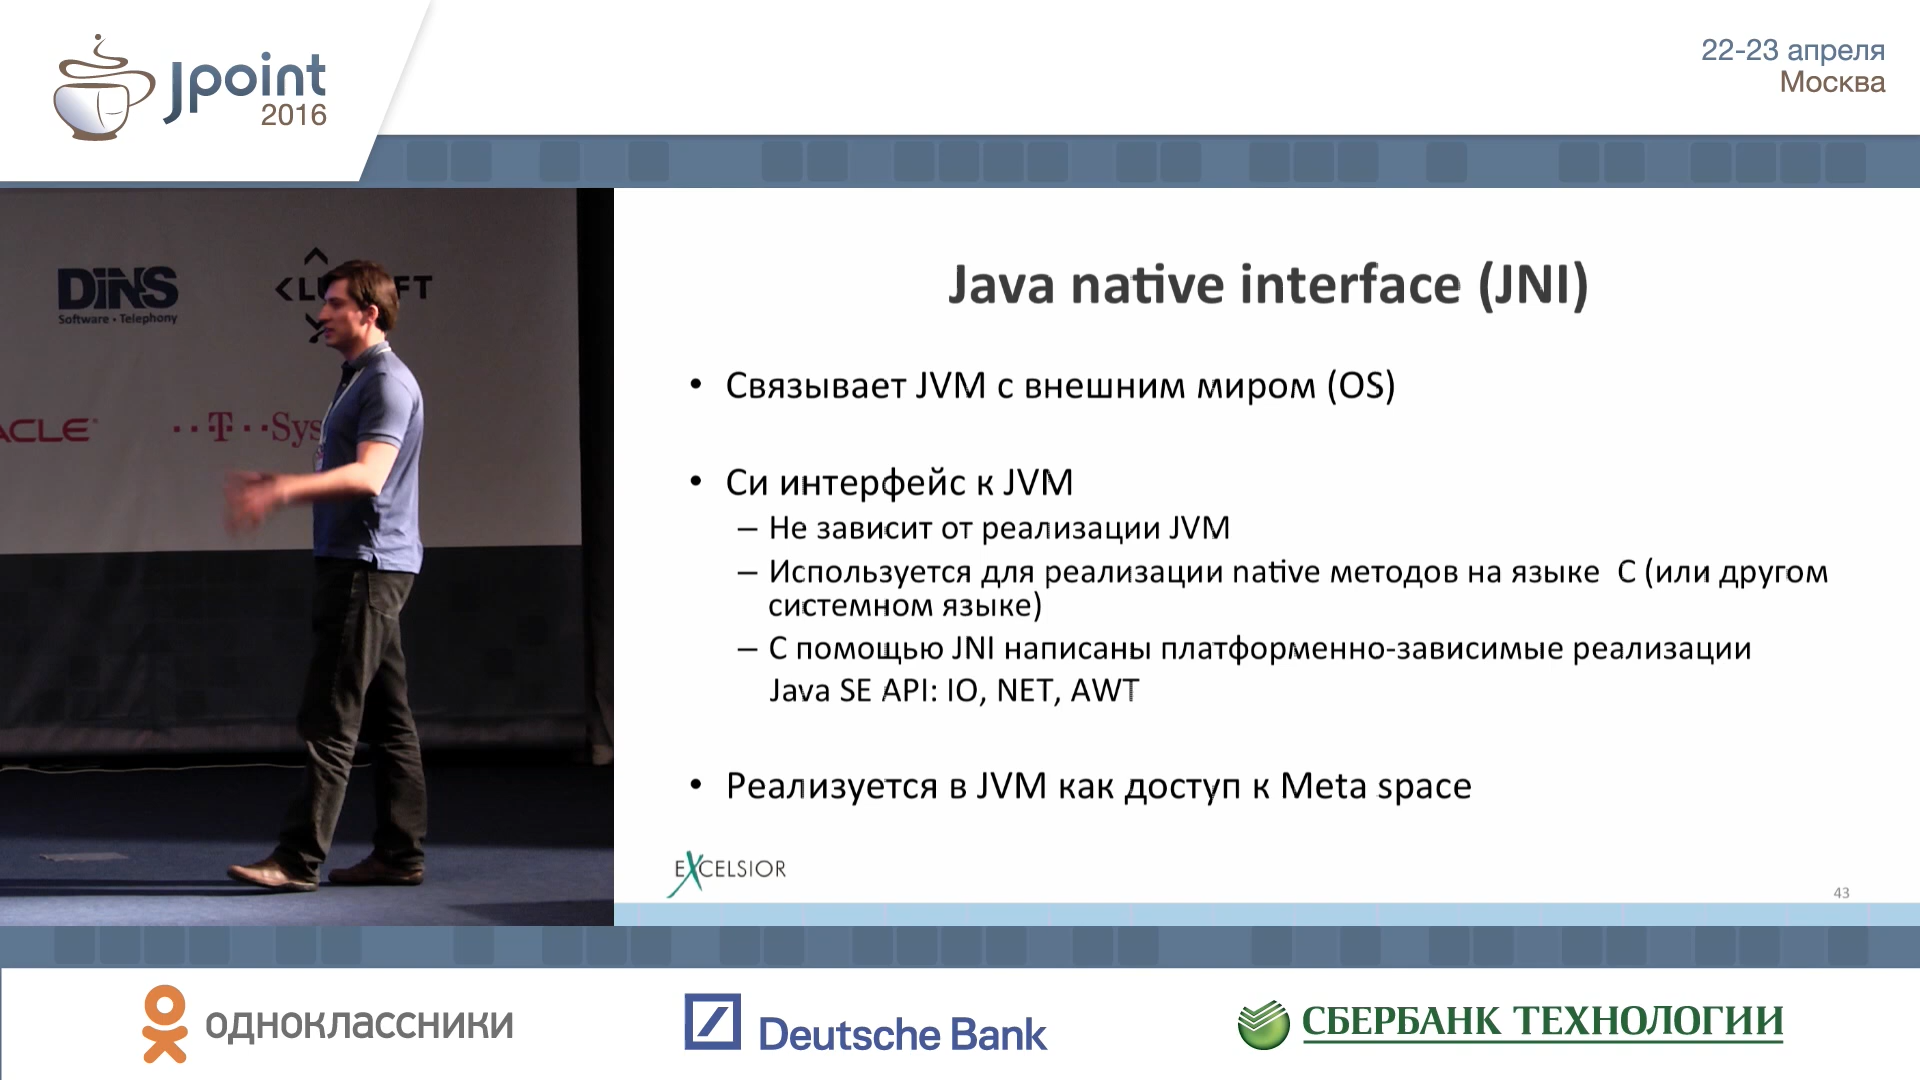 Jpoint
2016
22-23 апреля
Москва
DiNS
Software • Telephony
Java native interface (JNI)
• Связывает JVM с внешним миром (OS)
• Си интерфейс к JVM
– Не зависит от реализации JVM
– Используется для реализации native методов на языке C (или другом
системном языке)
– С помощью JNI написаны платформенно-зависимые реализации
Java SE API: IO, NET, AWT
• Реализуется в JVM как доступ к Meta space
EXCELSIOR
43
одноклассники
Deutsche Bank
СБЕРБАНК ТЕХНОЛОГИИ